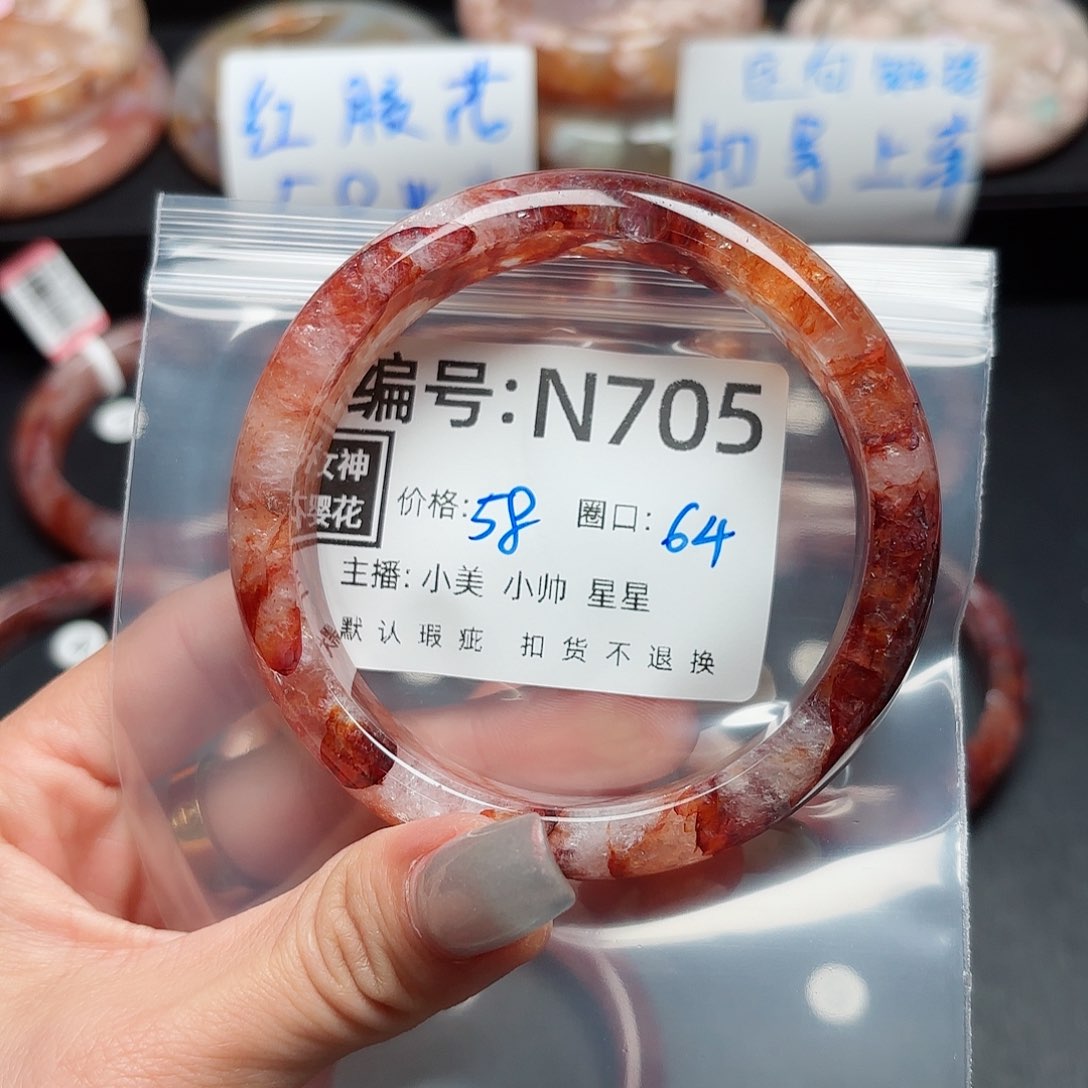 红胶花
扣号上车
编号:N705
女神
樱花
价格:58 圈口:64
主播:小美 小帅 星星
默认瑕疵 扣货不退换